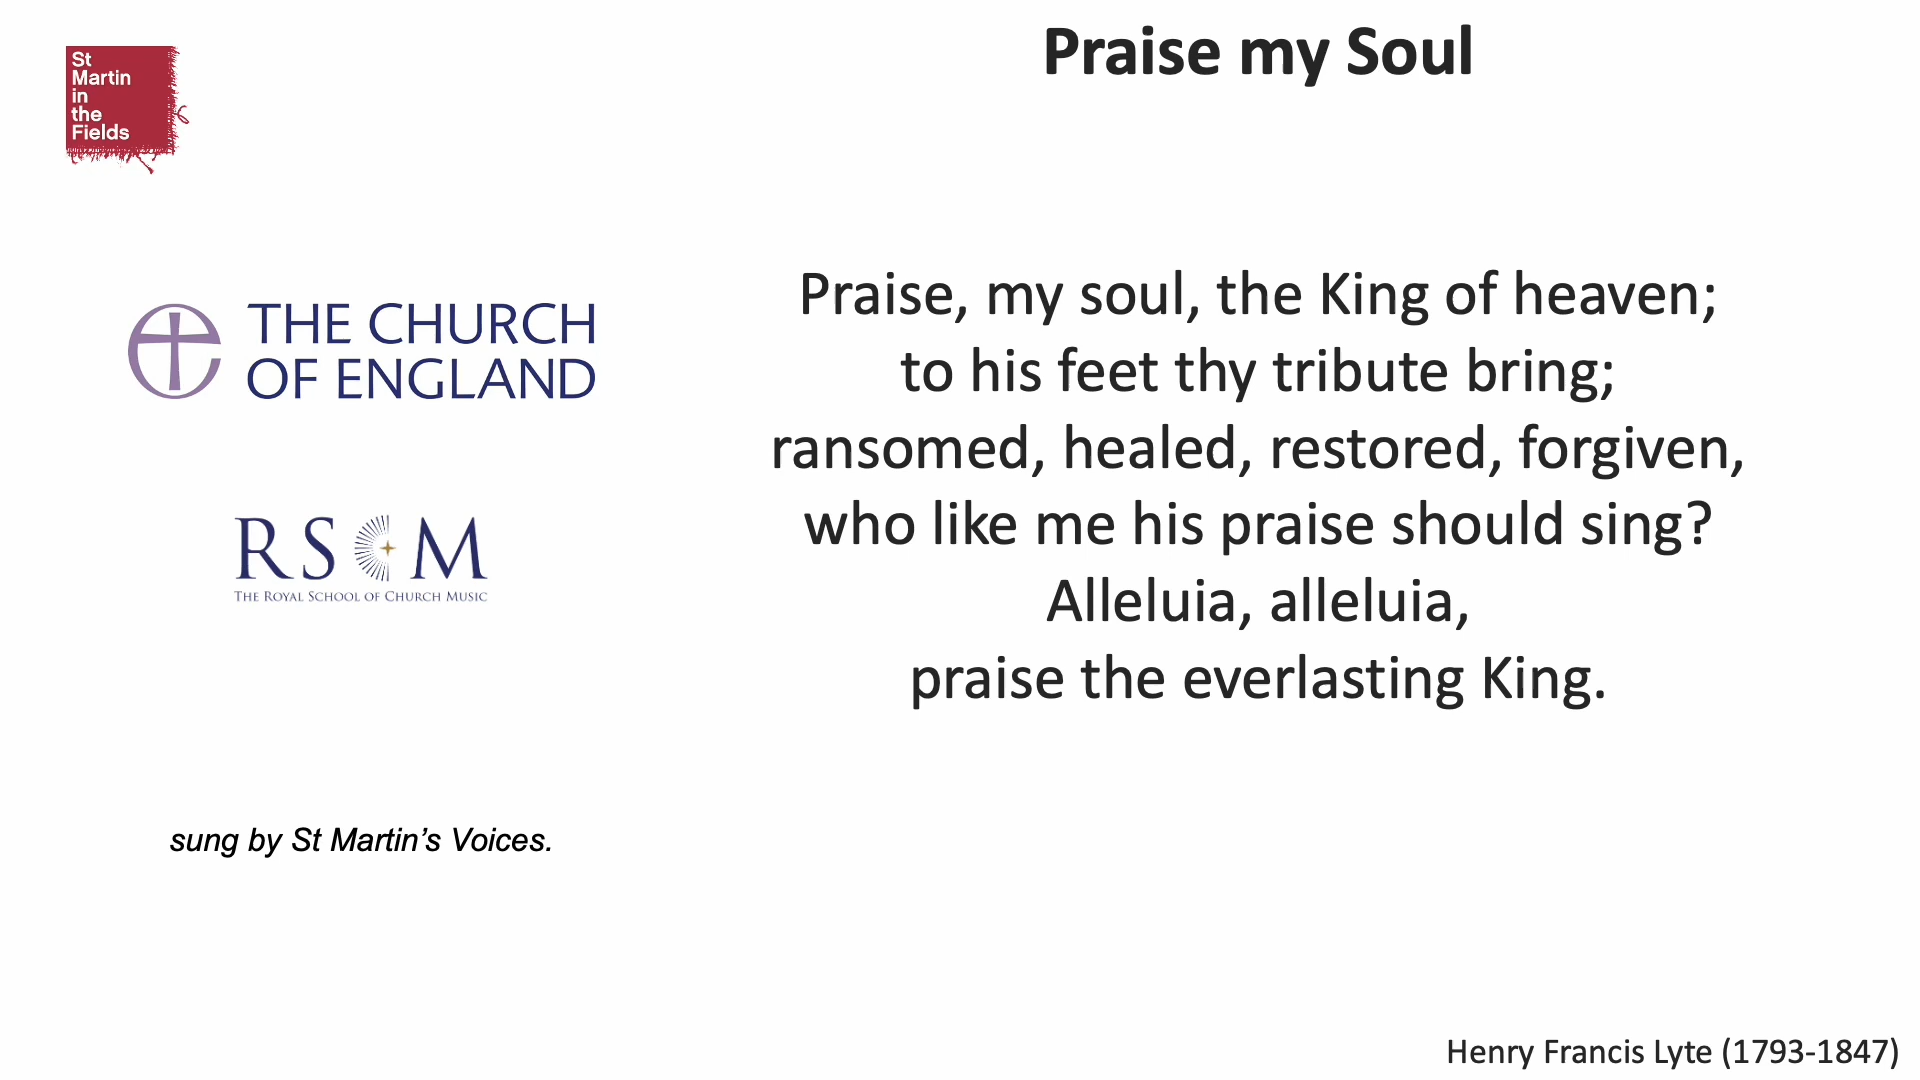 St
Martin
in
the
Fields
THE CHURCH
OF ENGLAND
RSCM
THE ROYAL SCHOOL OF CHURCH MUSIC
sung by St Martin’s Voices.
Praise my Soul
Praise, my soul, the King of heaven;
to his feet thy tribute bring;
ransomed, healed, restored, forgiven,
who like me his praise should sing?
Alleluia, alleluia,
praise the everlasting King.
Henry Francis Lyte (1793-1847)